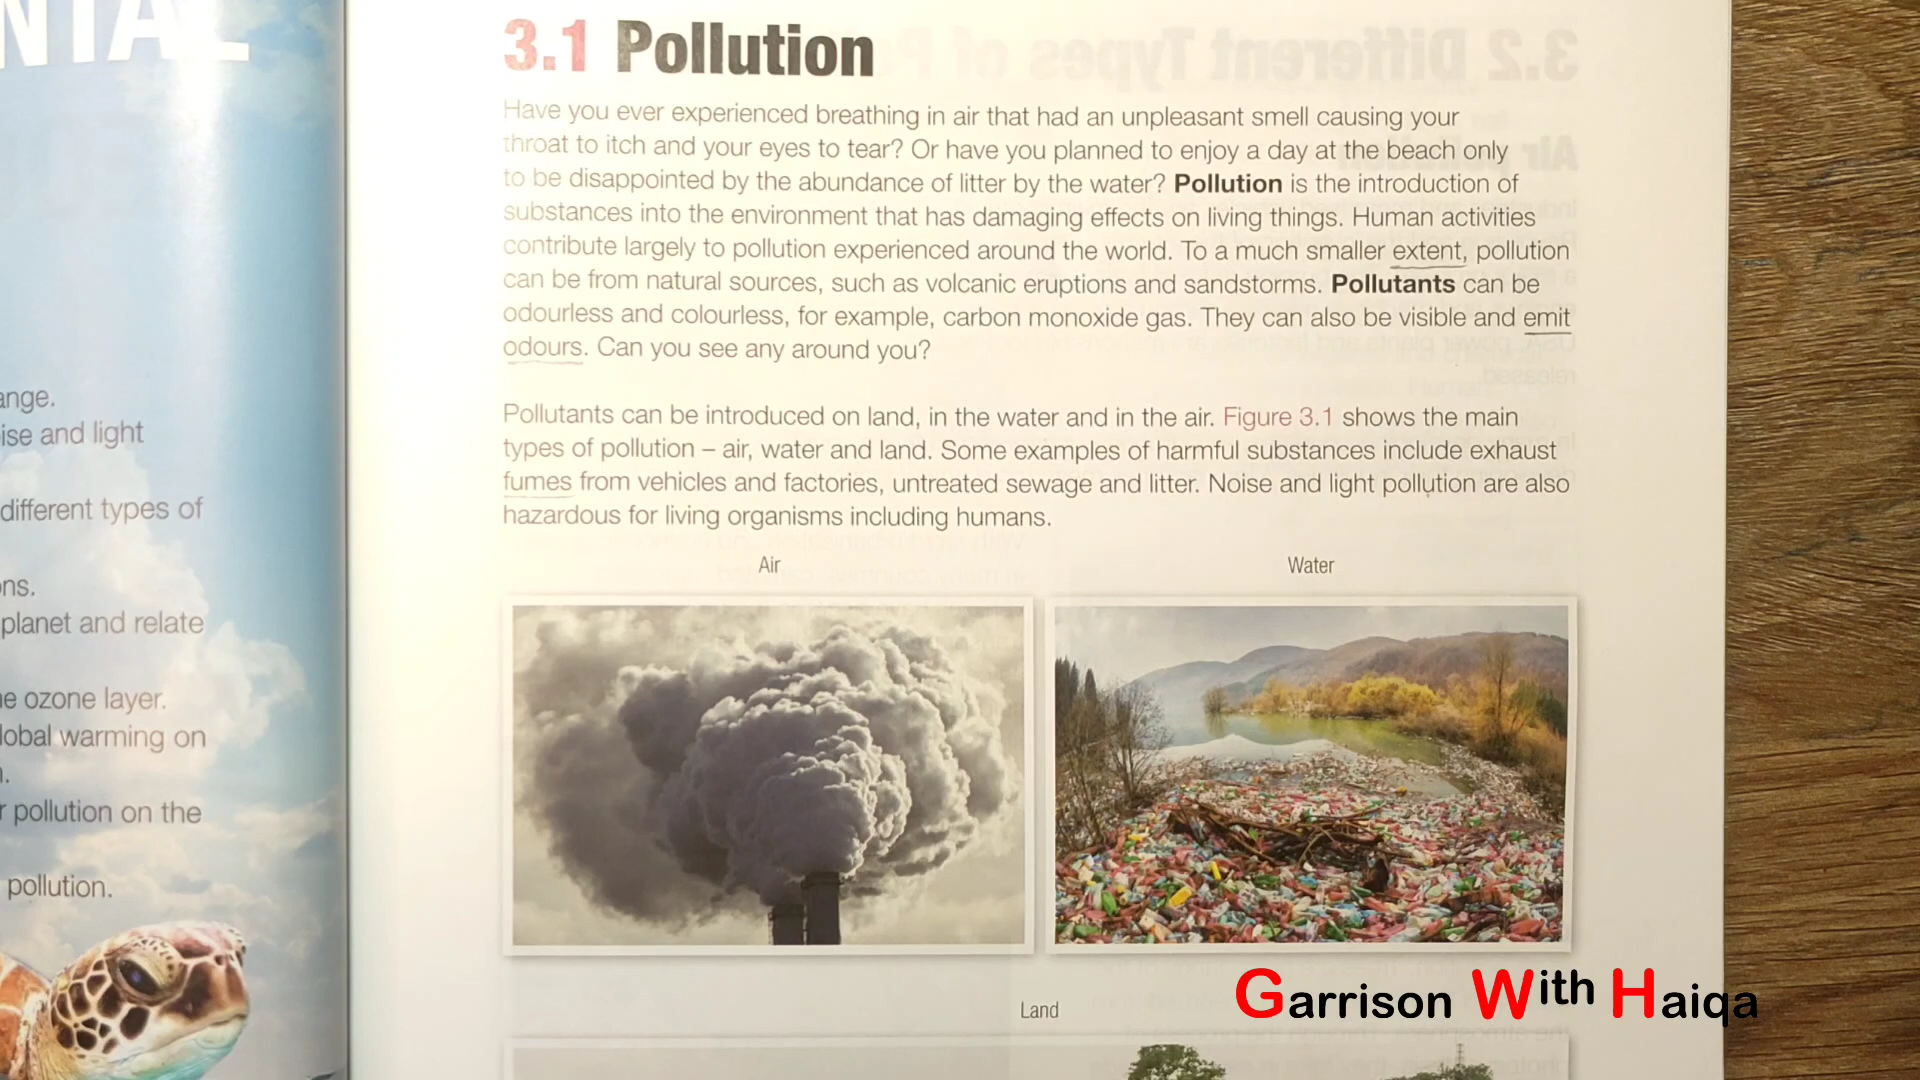 NTAL
ange.
ise and light
different types of
ons.
planet and relate
e ozone layer.
lobal warming on
n.
r pollution on the
pollution.
3.1 Pollution
Have you ever experienced breathing in air that had an unpleasant smell causing your
throat to itch and your eyes to tear? Or have you planned to enjoy a day at the beach only
to be disappointed by the abundance of litter by the water? Pollution is the introduction of
substances into the environment that has damaging effects on living things. Human activities
contribute largely to pollution experienced around the world. To a much smaller extent, pollution
can be from natural sources, such as volcanic eruptions and sandstorms. Pollutants can be
odourless and colourless, for example, carbon monoxide gas. They can also be visible and emit
odours. Can you see any around you?
Pollutants can be introduced on land, in the water and in the air. Figure 3.1 shows the main
types of pollution – air, water and land. Some examples of harmful substances include exhaust
fumes from vehicles and factories, untreated sewage and litter. Noise and light pollution are also
hazardous for living organisms including humans.
Air
Water
Land
Garrison With Haiqa